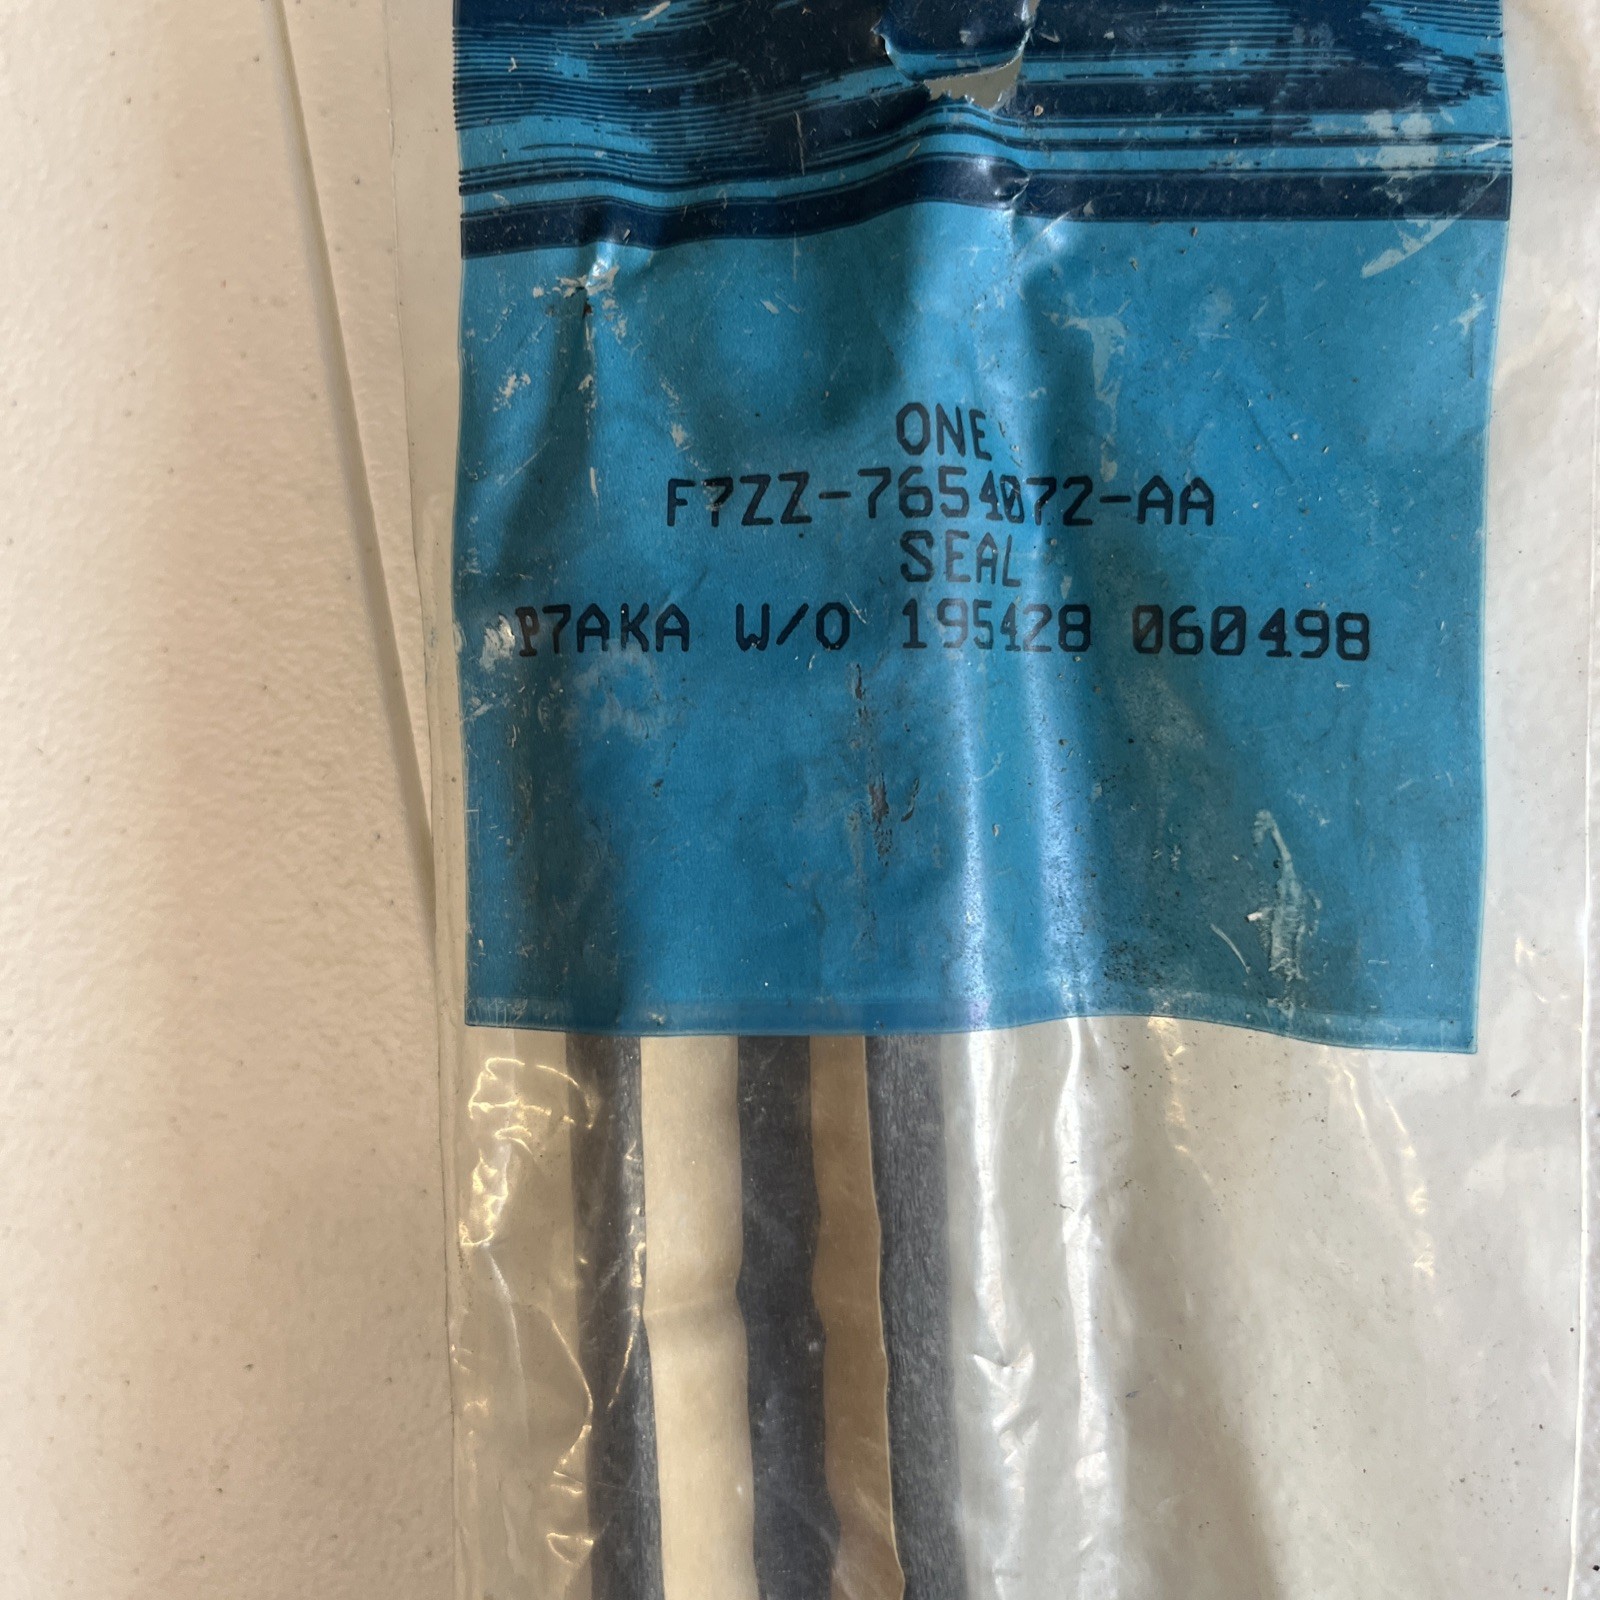 ONE
F7ZZ-7654072-AA
SEAL
P7AKA W/O 195428 060498